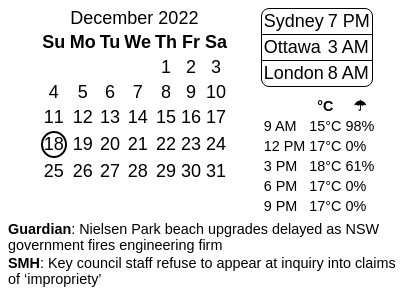 December 2022
Su Mo Tu We Th Fr Sa
1 2 3
4 5 6 7 8 9 10
11 12 13 14 15 16 17
18 19 20 21 22 23 24
25 26 27 28 29 30 31
Sydney 7 PM
Ottawa 3 AM
London 8 AM
°C ☂
9 AM 15°C 98%
12 PM 17°C 0%
3 PM 18°C 61%
6 PM 17°C 0%
9 PM 17°C 0%
Guardian: Nielsen Park beach upgrades delayed as NSW
government fires engineering firm
SMH: Key council staff refuse to appear at inquiry into claims
of ‘impropriety’